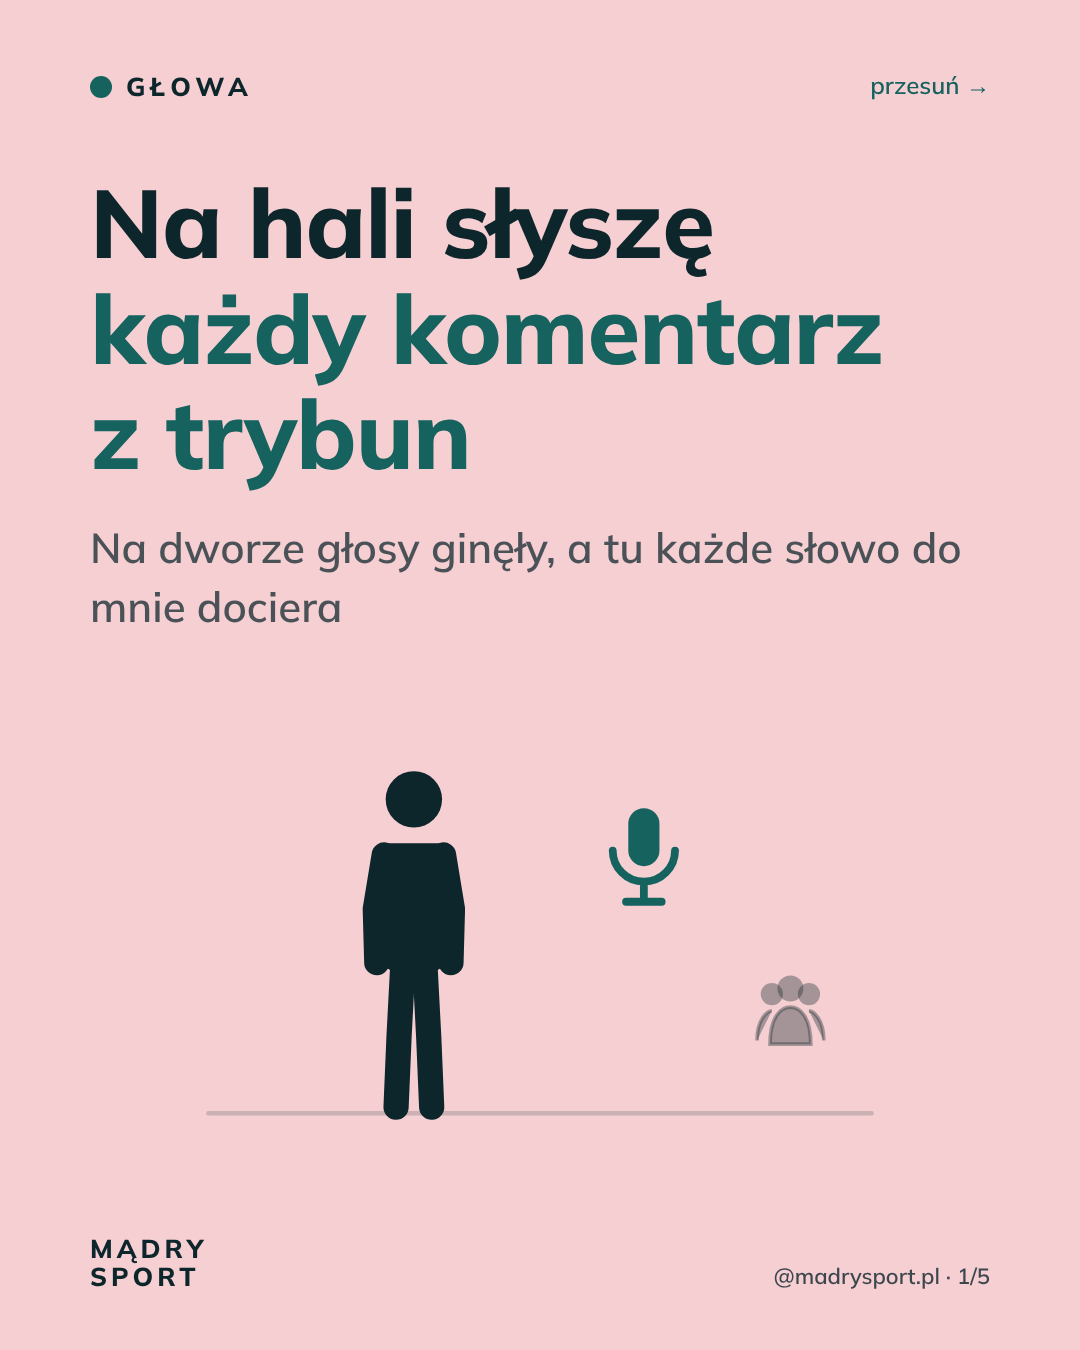 GŁOWA
przesuń →
Na hali słyszę
każdy komentarz
z trybun
Na dworze głosy ginęły, a tu każde słowo do
mnie dociera
MĄDRY
SPORT
@madrysport.pl · 1/5